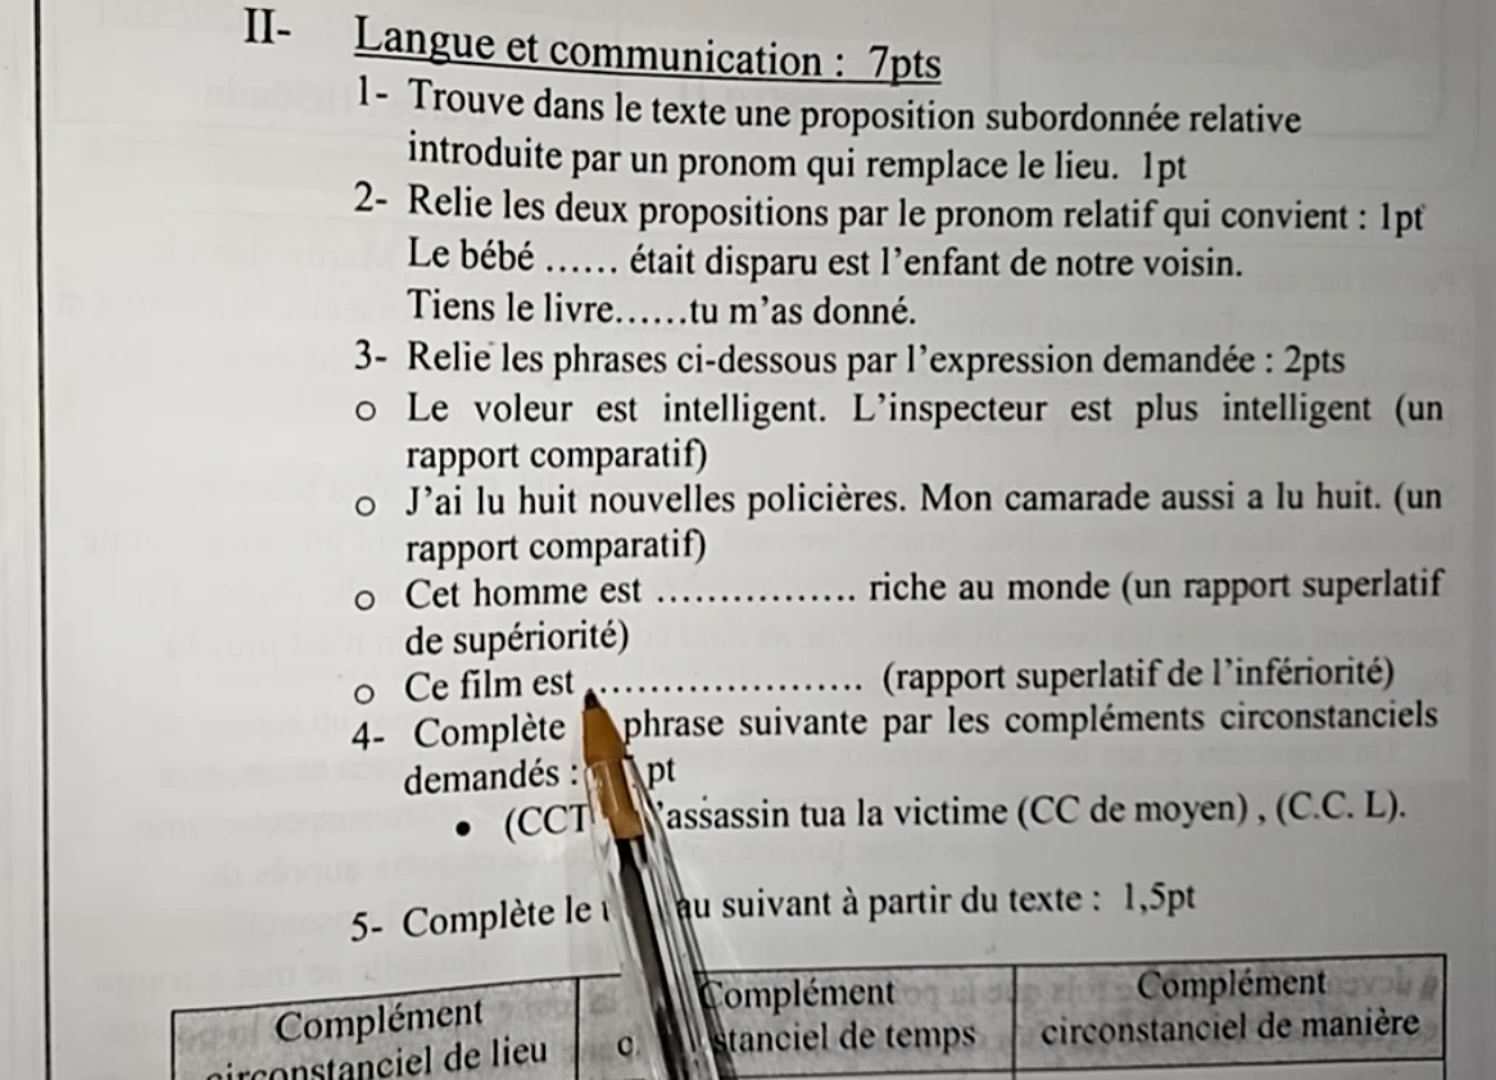 II- Langue et communication : 7pts
1- Trouve dans le texte une proposition subordonnée relative
introduite par un pronom qui remplace le lieu. 1pt
2- Relie les deux propositions par le pronom relatif qui convient : 1pt
Le bébé ...... était disparu est l'enfant de notre voisin.
Tiens le livre......tu m'as donné.
3- Relie les phrases ci-dessous par l'expression demandée : 2pts
o Le voleur est intelligent. L'inspecteur est plus intelligent (un
rapport comparatif)
o J'ai lu huit nouvelles policières. Mon camarade aussi a lu huit. (un
rapport comparatif)
o Cet homme est ................ riche au monde (un rapport superlatif
de supériorité)
o Ce film est ...................... (rapport superlatif de l'infériorité)
4- Complète phrase suivante par les compléments circonstanciels
demandés : pt
• (CCT 'assassin tua la victime (CC de moyen) , (C.C. L).
5- Complète le au suivant à partir du texte : 1,5pt
Complément Complément Complément
circonstanciel de lieu de temps circonstanciel de manière